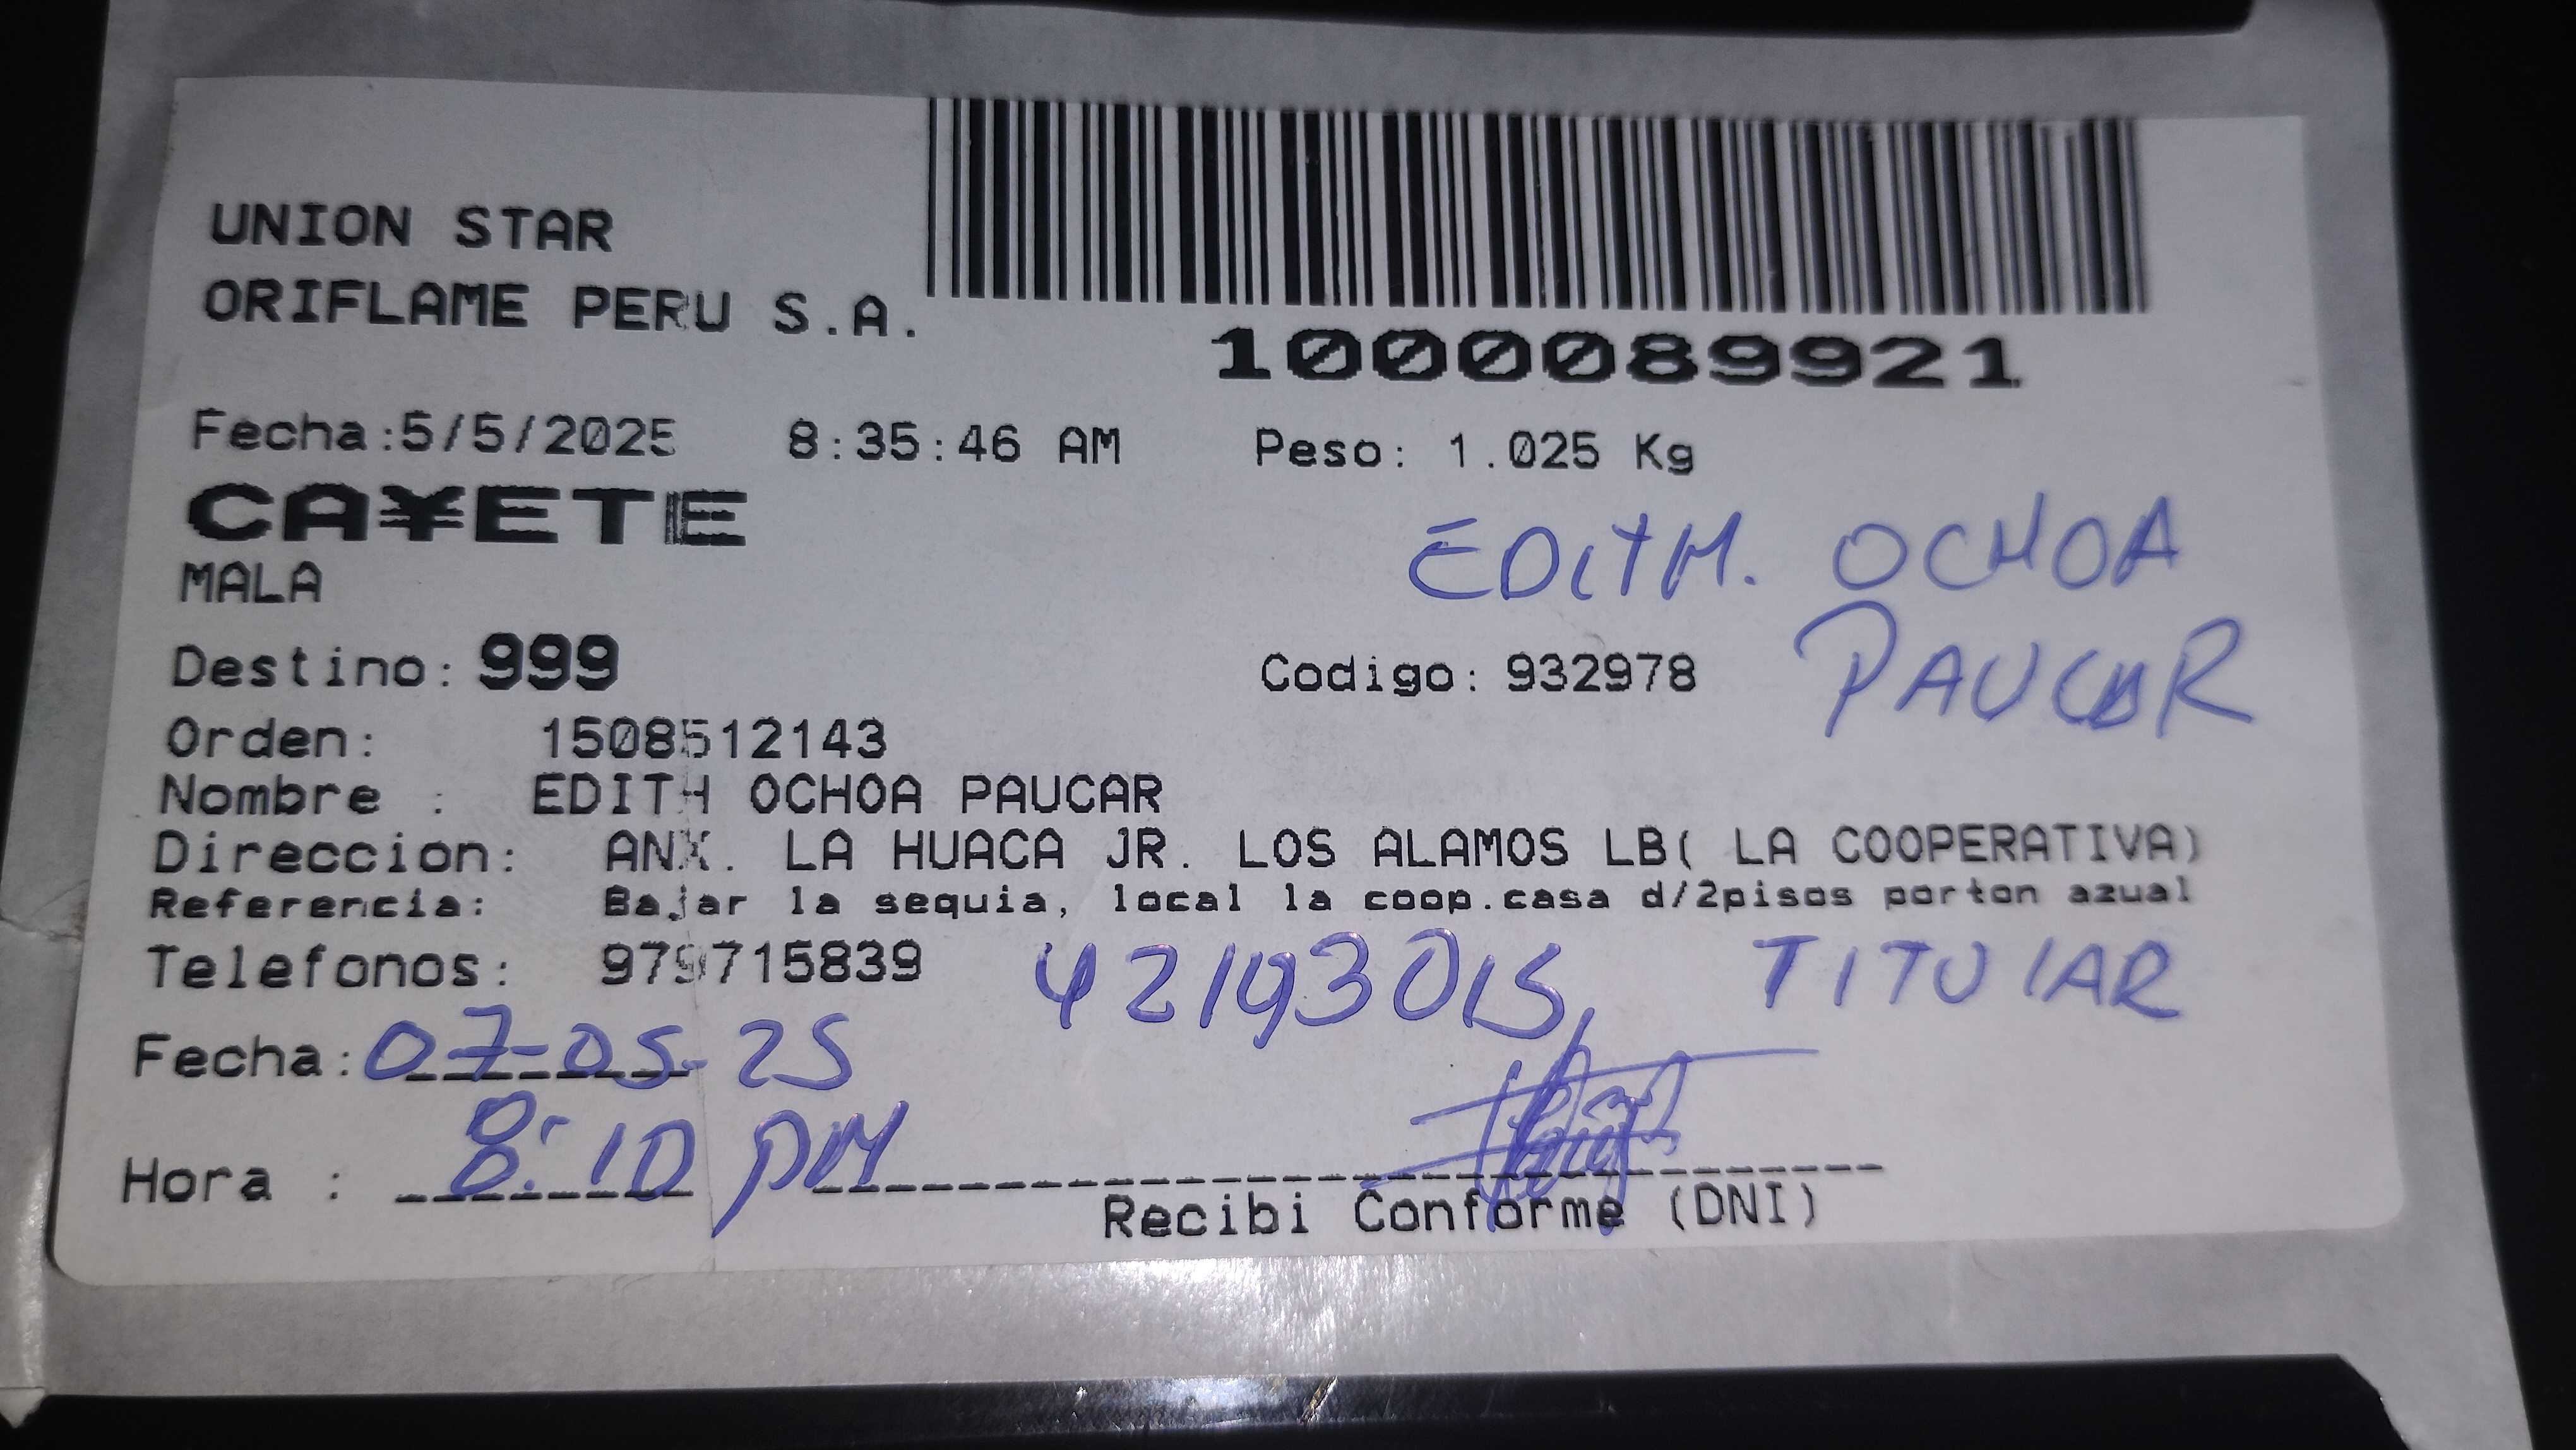 UNION STAR
ORIFLAME PERU S.A.
1000089921
Fecha:5/5/2025 8:35:46 AM Peso: 1.025 Kg
CA¥ETE
EDITH. OCHOA
MALA
PAUCAR
Destino: 999 Codigo: 932978
Orden: 1508512143
Nombre : EDITH OCHOA PAUCAR
Direccion: ANX. LA HUACA JR. LOS ALAMOS LB( LA COOPERATIVA)
Referencia: Bajar la sequia, local la coop.casa d/2pisos porton azual
Telefonos: 979715839 42193015 TITULAR
Fecha: 07-05-25
Hora : 8:10 PM
Recibi Conforme (DNI)